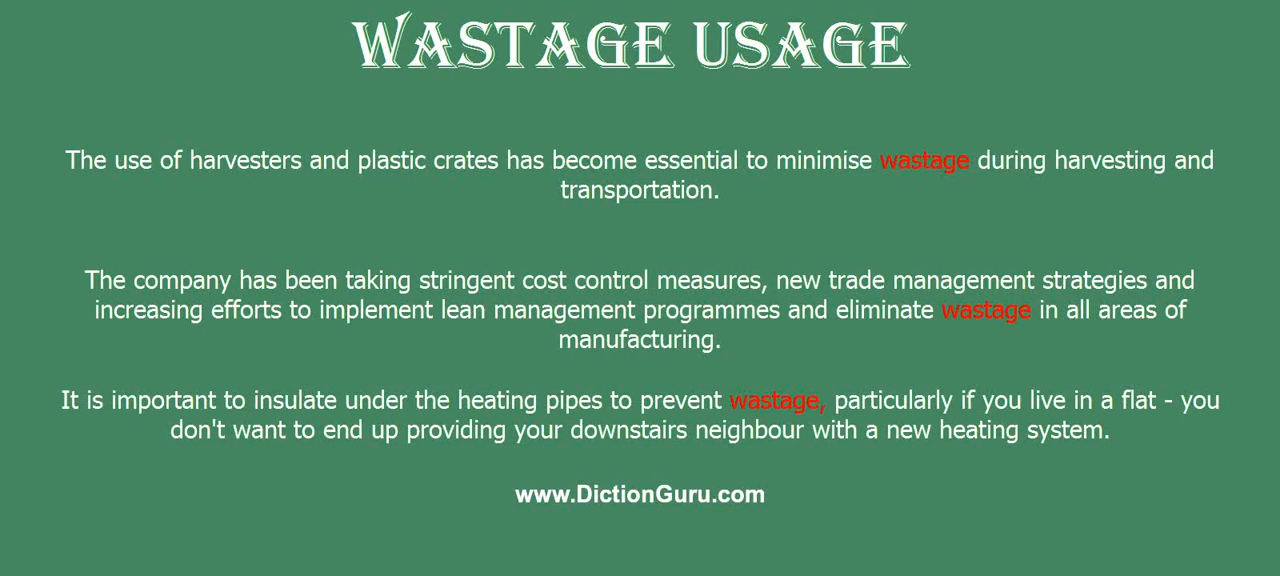 WASTAGE USAGE
The use of harvesters and plastic crates has become essential to minimise wastage during harvesting and
transportation.
The company has been taking stringent cost control measures, new trade management strategies and
increasing efforts to implement lean management programmes and eliminate wastage in all areas of
manufacturing.
It is important to insulate under the heating pipes to prevent wastage, particularly if you live in a flat - you
don't want to end up providing your downstairs neighbour with a new heating system.
www.DictionGuru.com